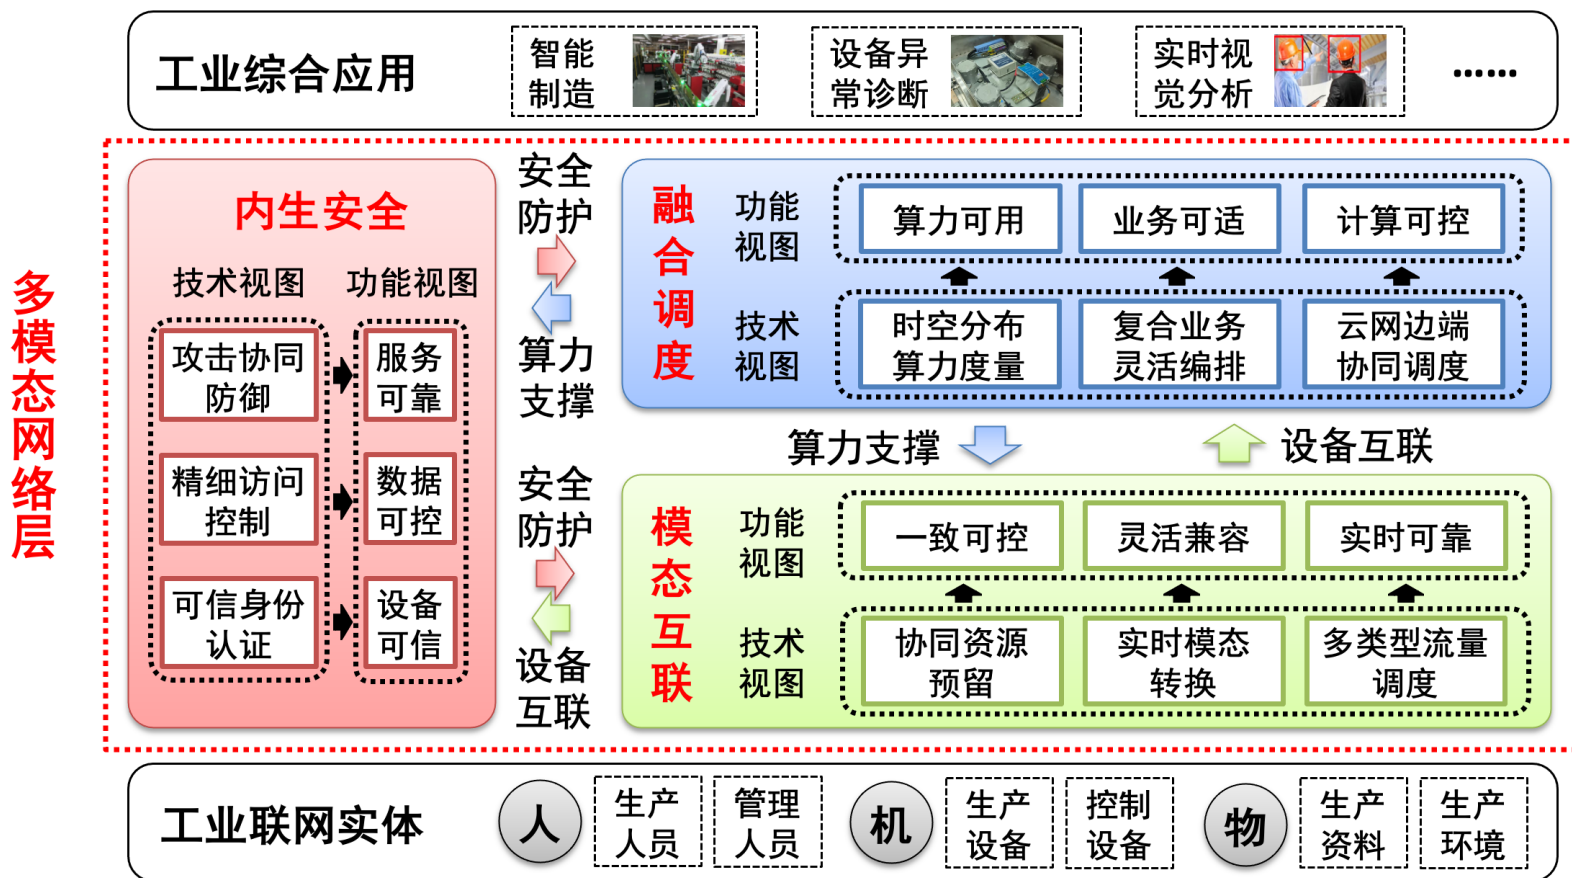 工业综合应用
智能
制造
设备异
常诊断
实时视
觉分析
······
多模态网络层
内生安全
技术视图
功能视图
攻击协同
防御
服务
可靠
精细访问
控制
数据
可控
可信身份
认证
设备
可信
安全
防护
算力
支撑
安全
防护
设备
互联
融合调度
功能
视图
算力可用
业务可适
计算可控
技术
视图
时空分布
算力度量
复合业务
灵活编排
云网边端
协同调度
算力支撑
设备互联
模态互联
功能
视图
一致可控
灵活兼容
实时可靠
技术
视图
协同资源
预留
实时模态
转换
多类型流量
调度
工业联网实体
人
生产
人员
管理
人员
机
生产
设备
控制
设备
物
生产
资料
生产
环境